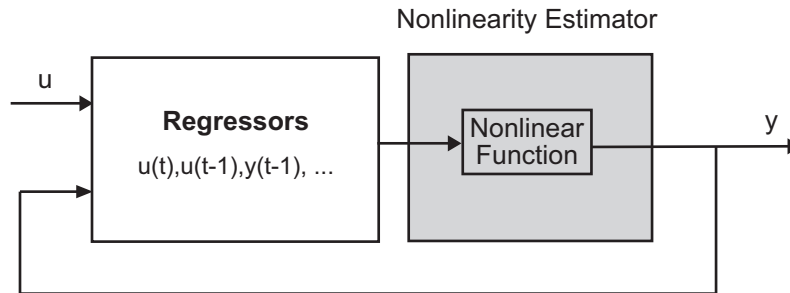 Nonlinearity Estimator
u
Regressors
u(t),u(t-1),y(t-1), ...
Nonlinear
Function
y